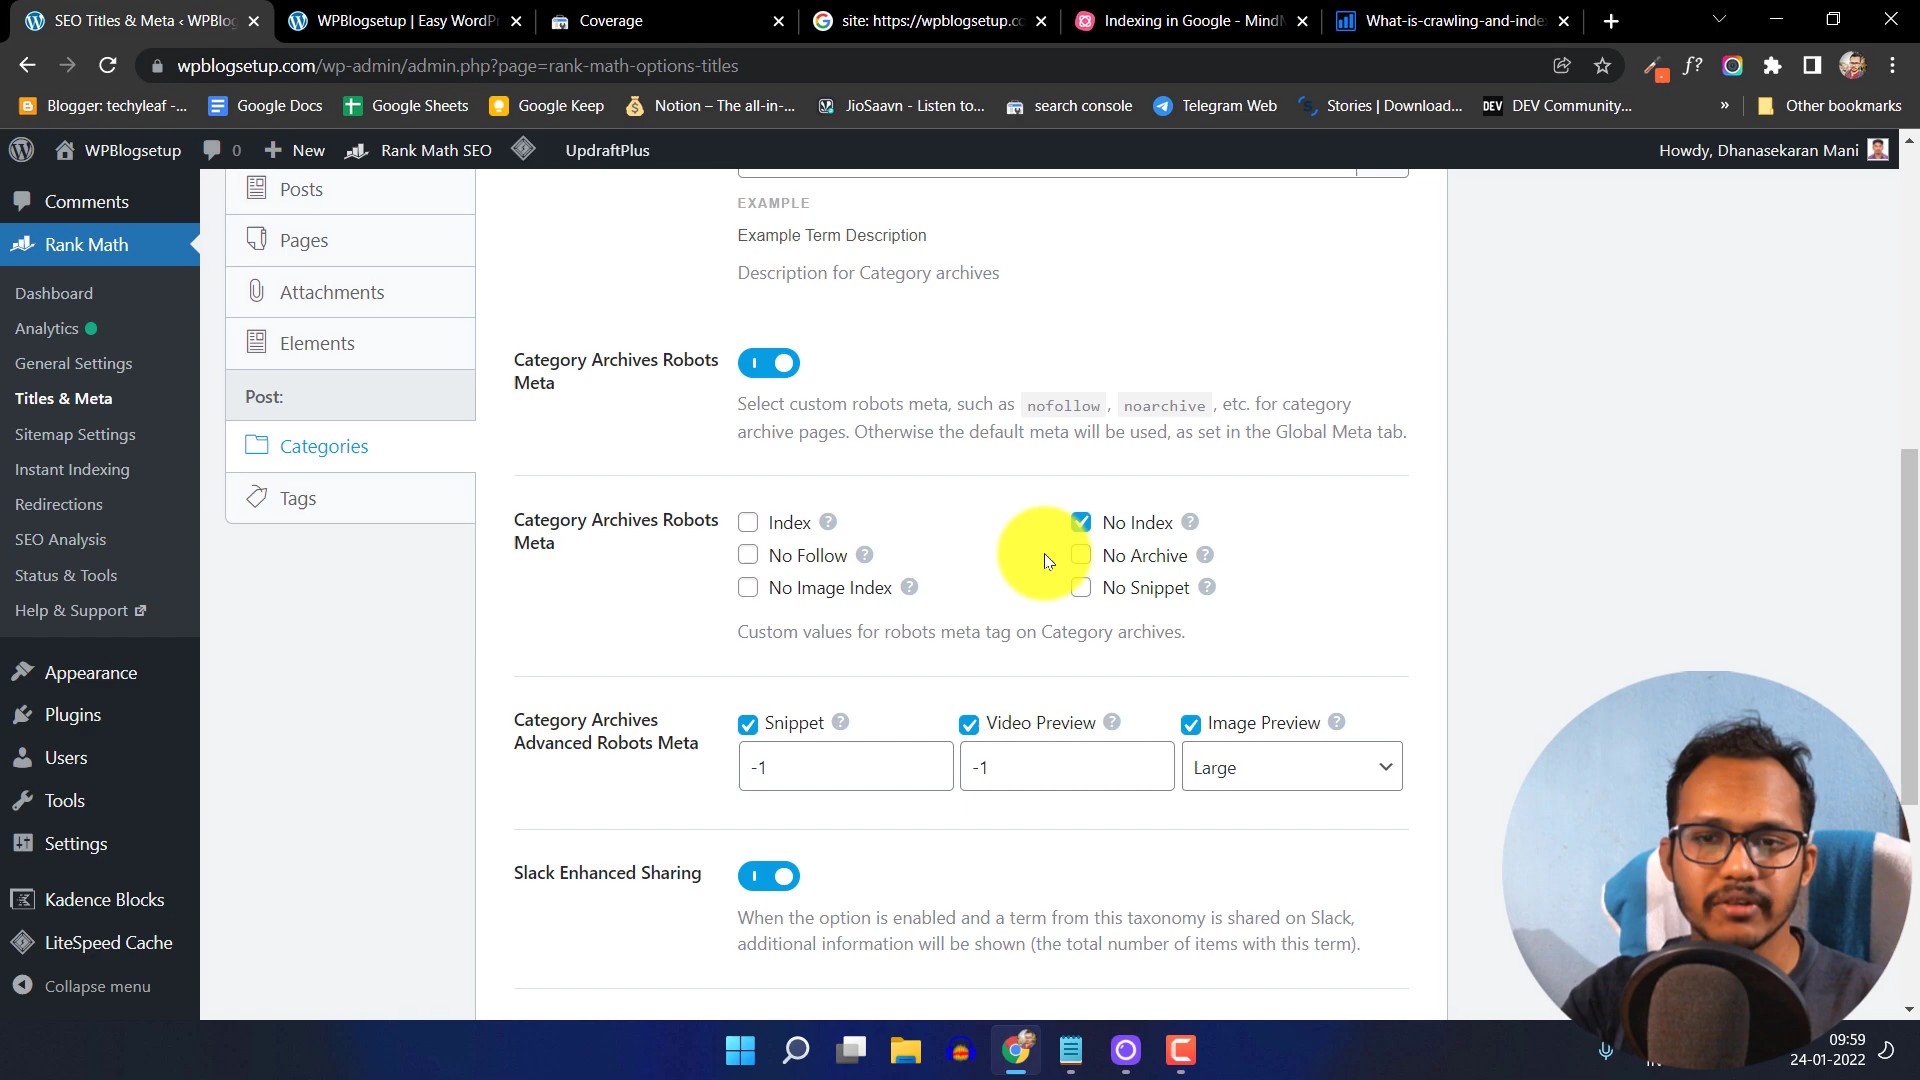 SEO Titles & Meta ‹ WPBlog
WPBlogsetup | Easy WordPr
Coverage
site: https://wpblogsetup.co
Indexing in Google - MindM
What-is-crawling-and-inde
wpblogsetup.com/wp-admin/admin.php?page=rank-math-options-titles
f?
Blogger: techyleaf -...
Google Docs
Google Sheets
Google Keep
Notion – The all-in-...
JioSaavn - Listen to...
search console
Telegram Web
Stories | Download...
DEV
DEV Community...
»
Other bookmarks
WPBlogsetup
0
New
Rank Math SEO
UpdraftPlus
Howdy, Dhanasekaran Mani
Comments
Rank Math
Dashboard
Analytics
General Settings
Titles & Meta
Sitemap Settings
Instant Indexing
Redirections
SEO Analysis
Status & Tools
Help & Support
Appearance
Plugins
Users
Tools
Settings
Kadence Blocks
LiteSpeed Cache
Collapse menu
Posts
Pages
Attachments
Elements
Post:
Categories
Tags
EXAMPLE
Example Term Description
Description for Category archives
Category Archives Robots
Meta
Select custom robots meta, such as nofollow , noarchive , etc. for category
archive pages. Otherwise the default meta will be used, as set in the Global Meta tab.
Category Archives Robots
Meta
Index ?
No Index ?
No Follow ?
No Archive ?
No Image Index ?
No Snippet ?
Custom values for robots meta tag on Category archives.
Category Archives
Advanced Robots Meta
Snippet ?
Video Preview ?
Image Preview ?
-1
-1
Large
Slack Enhanced Sharing
When the option is enabled and a term from this taxonomy is shared on Slack,
additional information will be shown (the total number of items with this term).
09:59
24-01-2022